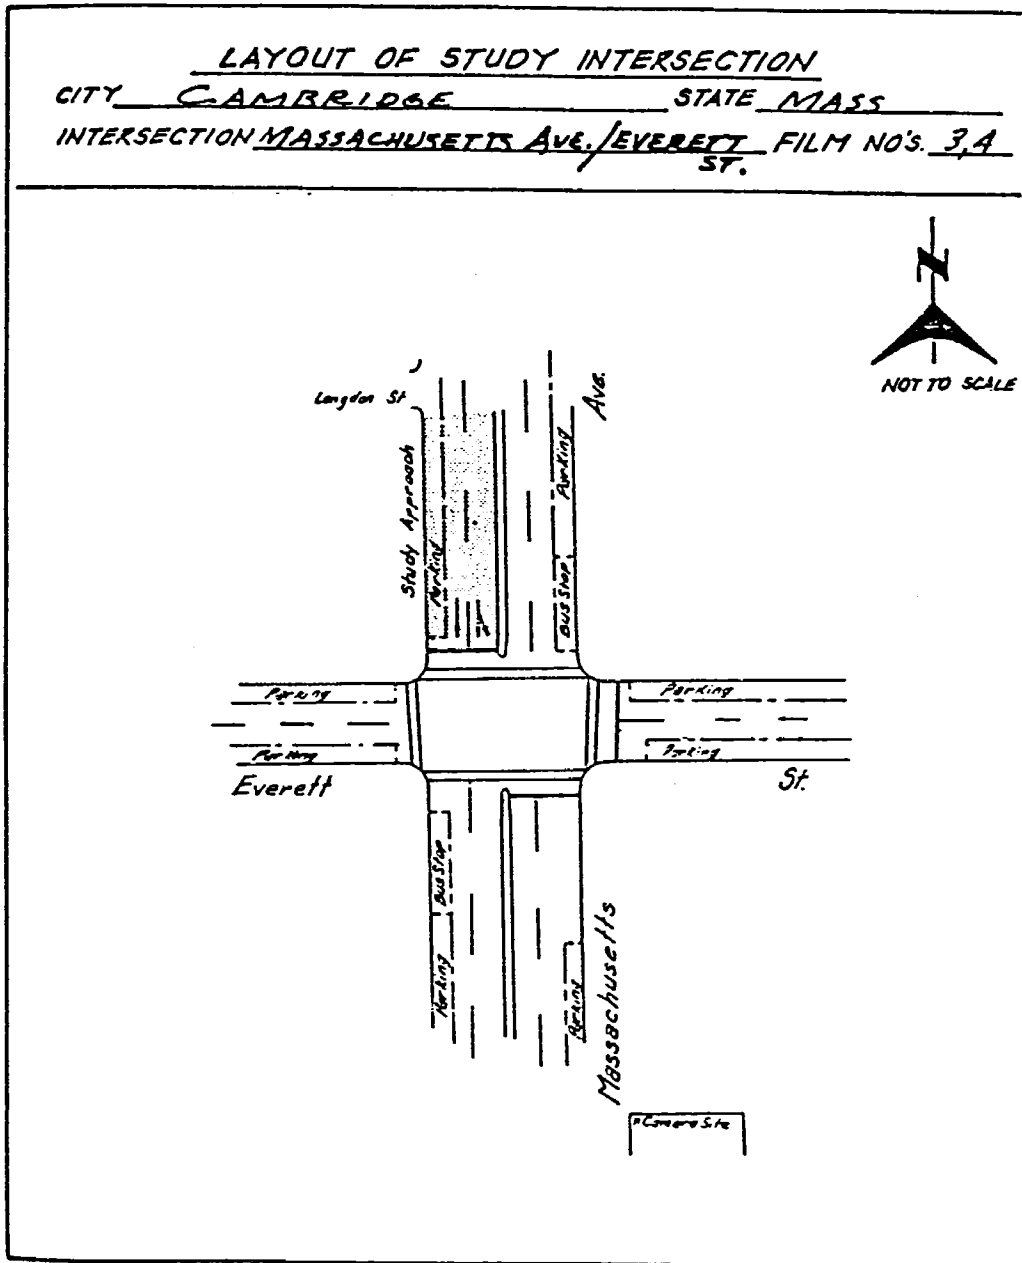 LAYOUT OF STUDY INTERSECTION
CITY CAMBRIDGE STATE MASS
INTERSECTION MASSACHUSETTS AVE./EVERETT ST. FILM NO'S. 3,4
N
NOT TO SCALE
Langdon St
Ave.
Study Approach
Parking
Parking
Bus Stop
Parking
Parking
Parking
Parking
Everett
St.
Bus Stop
Parking
Parking
Massachusetts
Camera Site